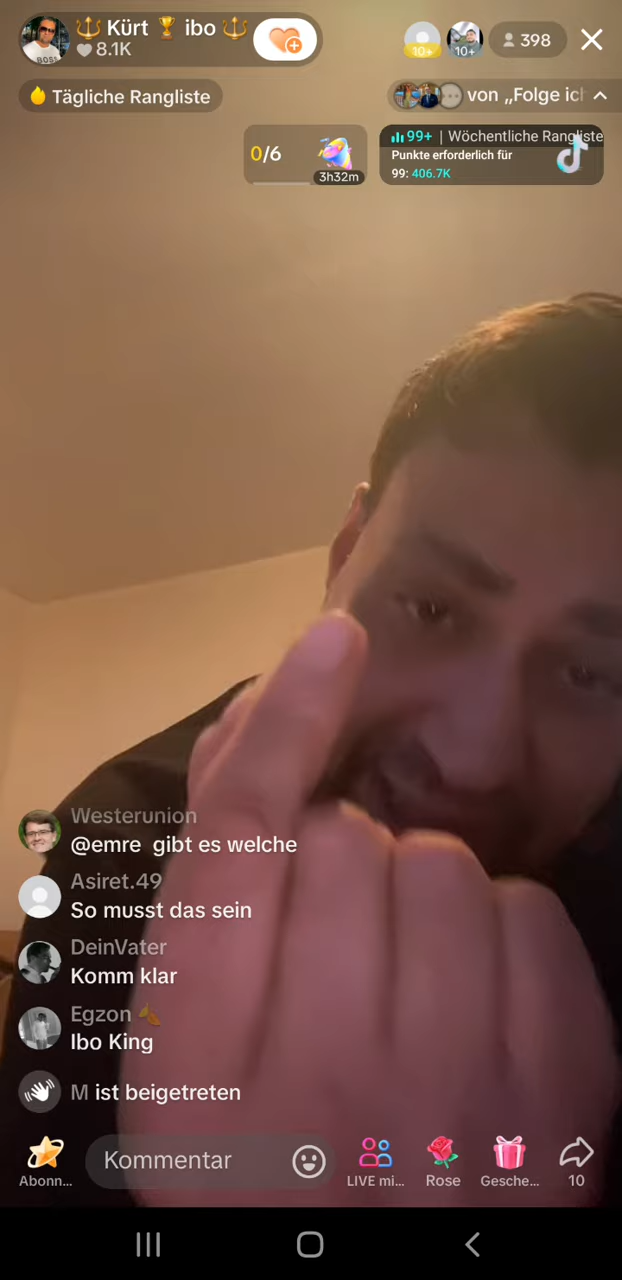 Kürt 🏆 ibo
8.1K
10+
10+
398
Tägliche Rangliste
von „Folge ich
0/6
3h32m
99+ | Wöchentliche Rangliste
Punkte erforderlich für
99: 406.7K
Westerunion
@emre gibt es welche
Asiret.49
So musst das sein
DeinVater
Komm klar
Egzon
Ibo King
M ist beigetreten
Kommentar
Abonn...
LIVE mi...
Rose
Gesche...
10